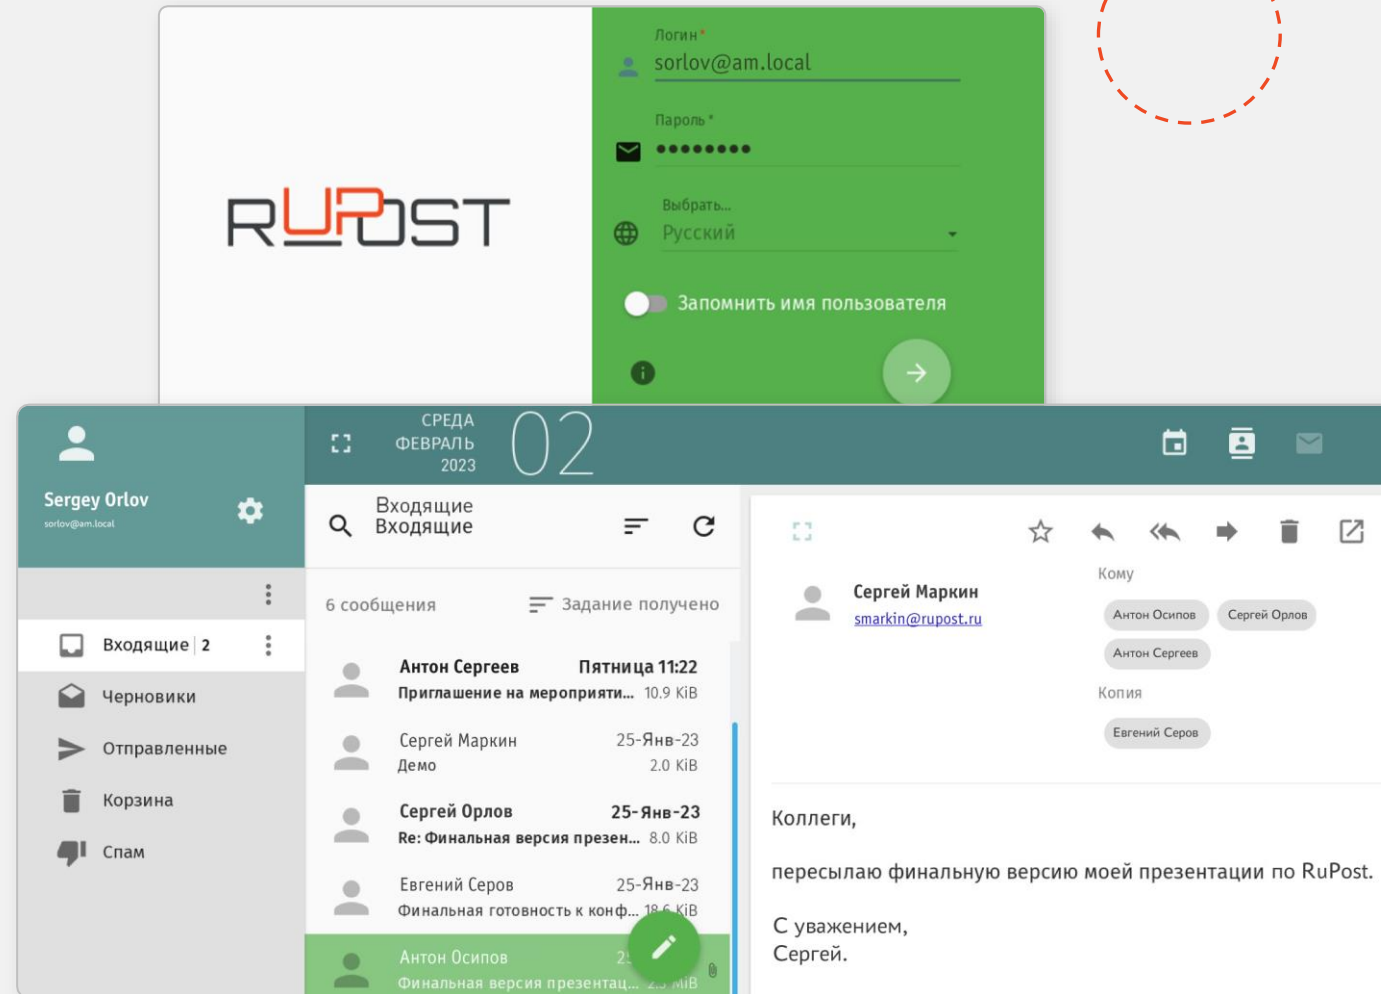 Логин*
sorlov@am.local
Пароль*
RUPOST
Выбрать...
Русский
Запомнить имя пользователя
СРЕДА
ФЕВРАЛЬ
2023
02
Sergey Orlov
sorlov@am.local
Входящие 2
Черновики
Отправленные
Корзина
Спам
Входящие
Входящие
6 сообщения Задание получено
Антон Сергеев Пятница 11:22
Приглашение на мероприяти... 10.9 KiB
Сергей Маркин 25-Янв-23
Демо 2.0 KiB
Сергей Орлов 25-Янв-23
Re: Финальная версия презен... 8.0 KiB
Евгений Серов 25-Янв-23
Финальная готовность к конф... 18.6 KiB
Антон Осипов
Финальная версия презентац... MiB
Сергей Маркин
smarkin@rupost.ru
Кому
Антон Осипов Сергей Орлов
Антон Сергеев
Копия
Евгений Серов
Коллеги,
пересылаю финальную версию моей презентации по RuPost.
С уважением,
Сергей.